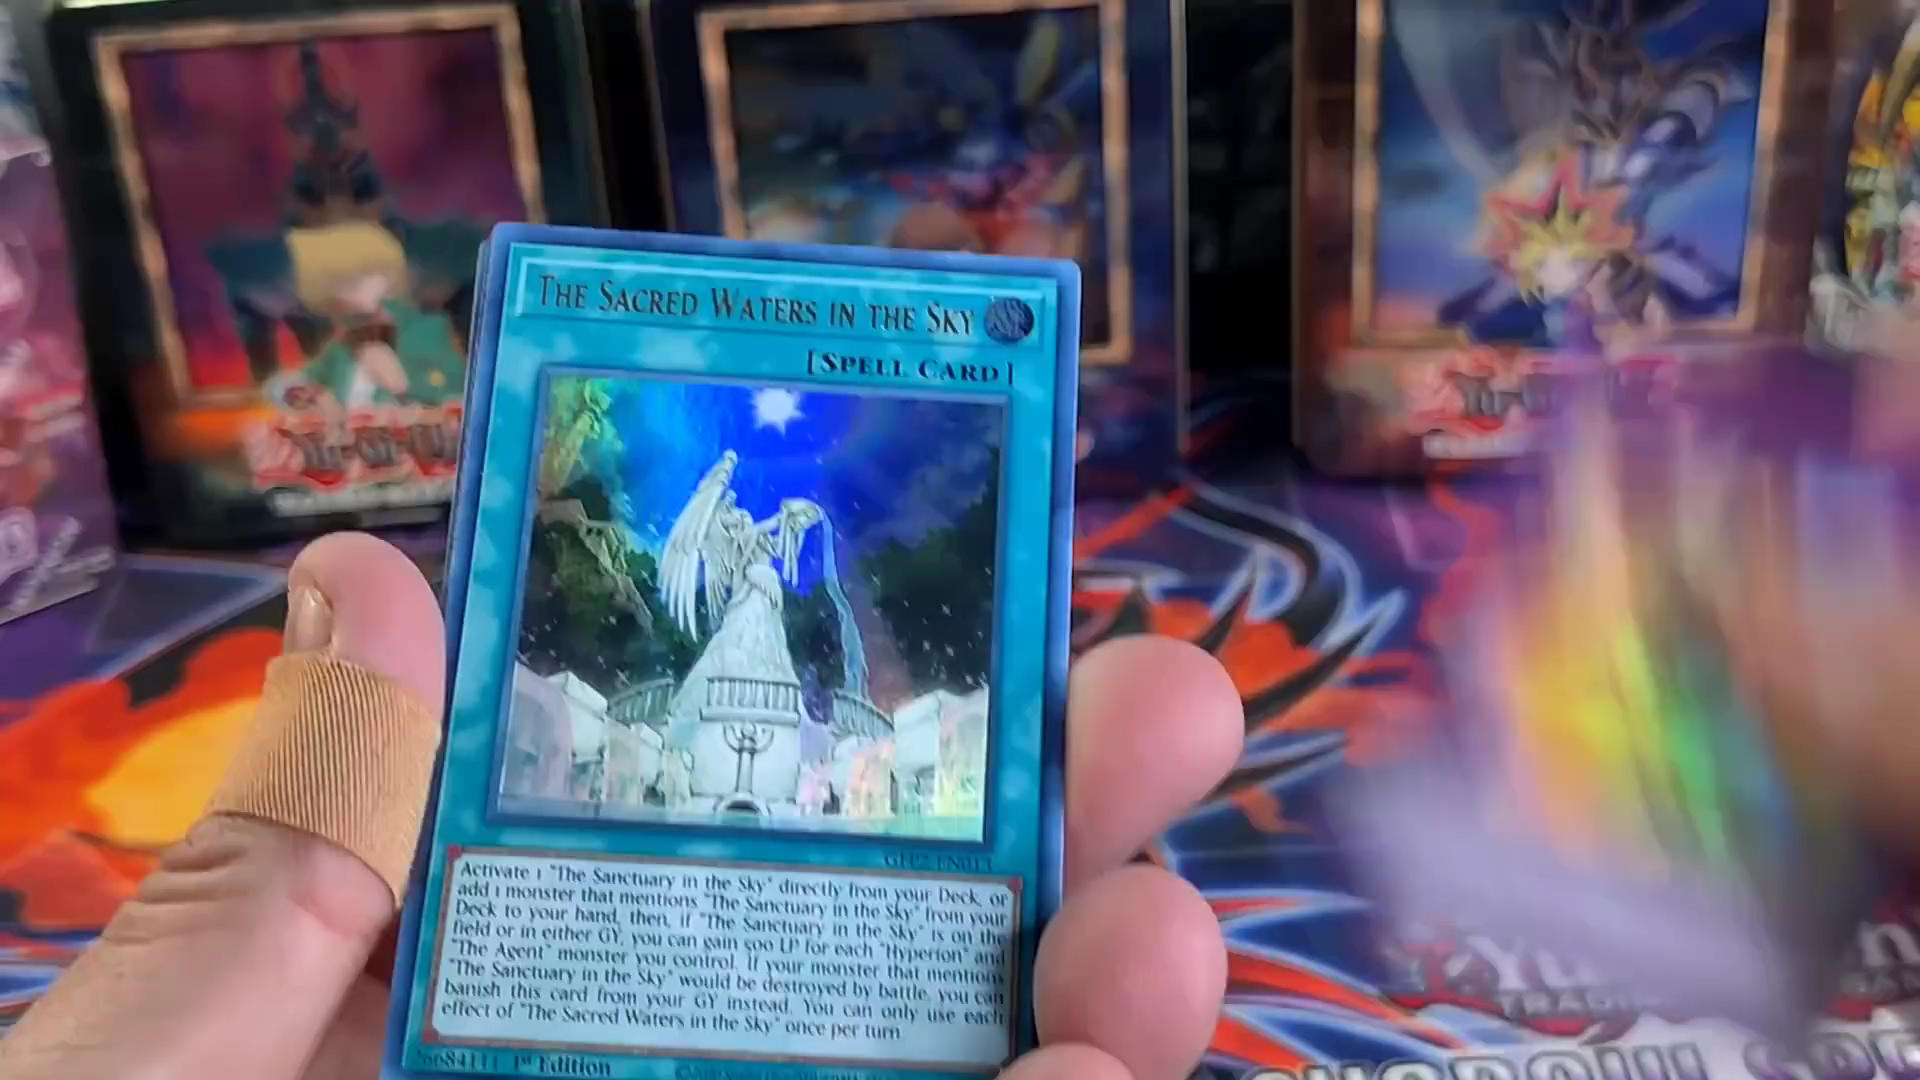 THE SACRED WATERS IN THE SKY
[SPELL CARD]
GFP2-EN013
Activate 1 "The Sanctuary in the Sky" directly from your Deck, or
add 1 monster that mentions "The Sanctuary in the Sky" from your
Deck to your hand, then, if "The Sanctuary in the Sky" is on the
field or in either GY, you can gain 500 LP for each "Hyperion" and
"The Agent" monster you control. If your monster that mentions
"The Sanctuary in the Sky" would be destroyed by battle, you can
banish this card from your GY instead. You can only use each
effect of "The Sacred Waters in the Sky" once per turn.
1st Edition